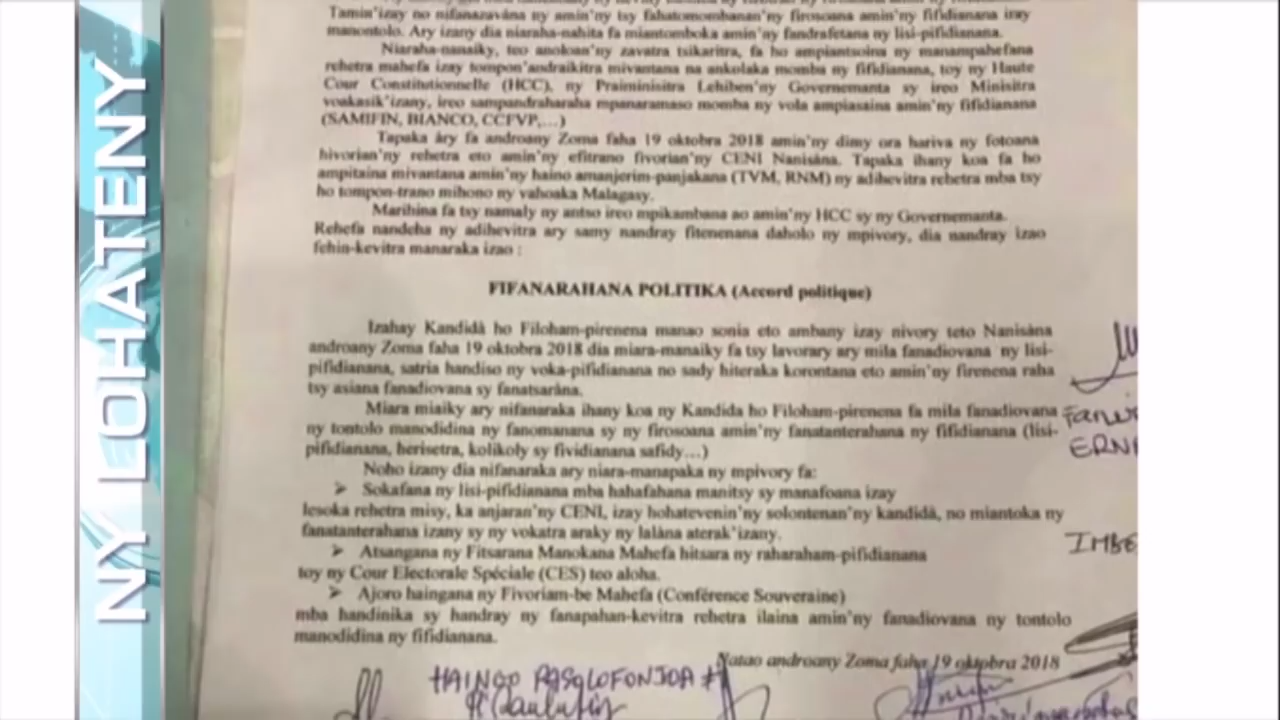 NY LOHATENY
Tamin'izay no nifanazavàna ny amin'ny tsy fahatomombanan'ny firosoana amin'ny fifidianana iray
manontolo. Ary izany dia niaraha-nahita fa miantomboka amin'ny fandrafetana ny lisi-pifidianana.
Niaraha-nanaiky, teo anoloan'ny zavatra tsikaritra, fa ho ampiantsoina ny manampahefana
rehetra mahefa izay tompon'andraikitra mivantana na ankolaka momba ny fifidianana, toy ny Haute
Cour Constitutionnelle (HCC), ny Praiminisitra Lehiben'ny Governemanta sy ireo Minisitra
voakasik'izany, ireo sampandraharaha mpanaramaso momba ny vola ampiasaina amin'ny fifidianana
(SAMIFIN, BIANCO, CCFVP,…)
Tapaka àry fa androany Zoma faha 19 oktobra 2018 amin'ny dimy ora hariva ny fotoana
hivorian'ny rehetra eto amin'ny efitrano fivorian'ny CENI Nanisàna. Tapaka ihany koa fa ho
ampitaina mivantana amin'ny haino amanjerim-panjakana (TVM, RNM) ny adihevitra rehetra mba tsy
ho tompon-trano mihono ny vahoaka Malagasy.
Marihina fa tsy namaly ny antso ireo mpikambana ao amin'ny HCC sy ny Governemanta.
Rehefa nandeha ny adihevitra ary samy nandray fitenenana daholo ny mpivory, dia nandray izao
fehin-kevitra manaraka izao :
FIFANARAHANA POLITIKA (Accord politique)
Izahay Kandidà ho Filoham-pirenena manao sonia eto ambany izay nivory teto Nanisàna
androany Zoma faha 19 oktobra 2018 dia miara-manaiky fa tsy lavorary ary mila fanadiovana ny lisi-
pifidianana, satria handiso ny voka-pifidianana no sady hiteraka korontana eto amin'ny firenena raha
tsy asiana fanadiovana sy fanatsaràna.
Miara miaiky ary nifanaraka ihany koa ny Kandida ho Filoham-pirenena fa mila fanadiovana
ny tontolo manodidina ny fanomanana sy ny firosoana amin'ny fanatanterahana ny fifidianana (lisi-
pifidianana, herisetra, kolikoly sy fividianana safidy…)
Noho izany dia nifanaraka ary niara-manapaka ny mpivory fa:
➢ Sokafana ny lisi-pifidianana mba hahafahana manitsy sy manafoana izay
lesoka rehetra misy, ka anjaran'ny CENI, izay hohatevenin'ny solontenan'ny kandidà, no miantoka ny
fanatanterahana izany sy ny vokatra araky ny lalàna aterak'izany.
➢ Atsangana ny Fitsarana Manokana Mahefa hitsara ny raharaham-pifidianana
toy ny Cour Electorale Spéciale (CES) teo aloha.
➢ Ajoro haingana ny Fivoriam-be Mahefa (Conférence Souveraine)
mba handinika sy handray ny fanapahan-kevitra rehetra ilaina amin'ny fanadiovana ny tontolo
manodidina ny fifidianana.
Natao androany Zoma faha 19 oktobra 2018
ERN
IMBE
HAINGO RASOLOFONJOA